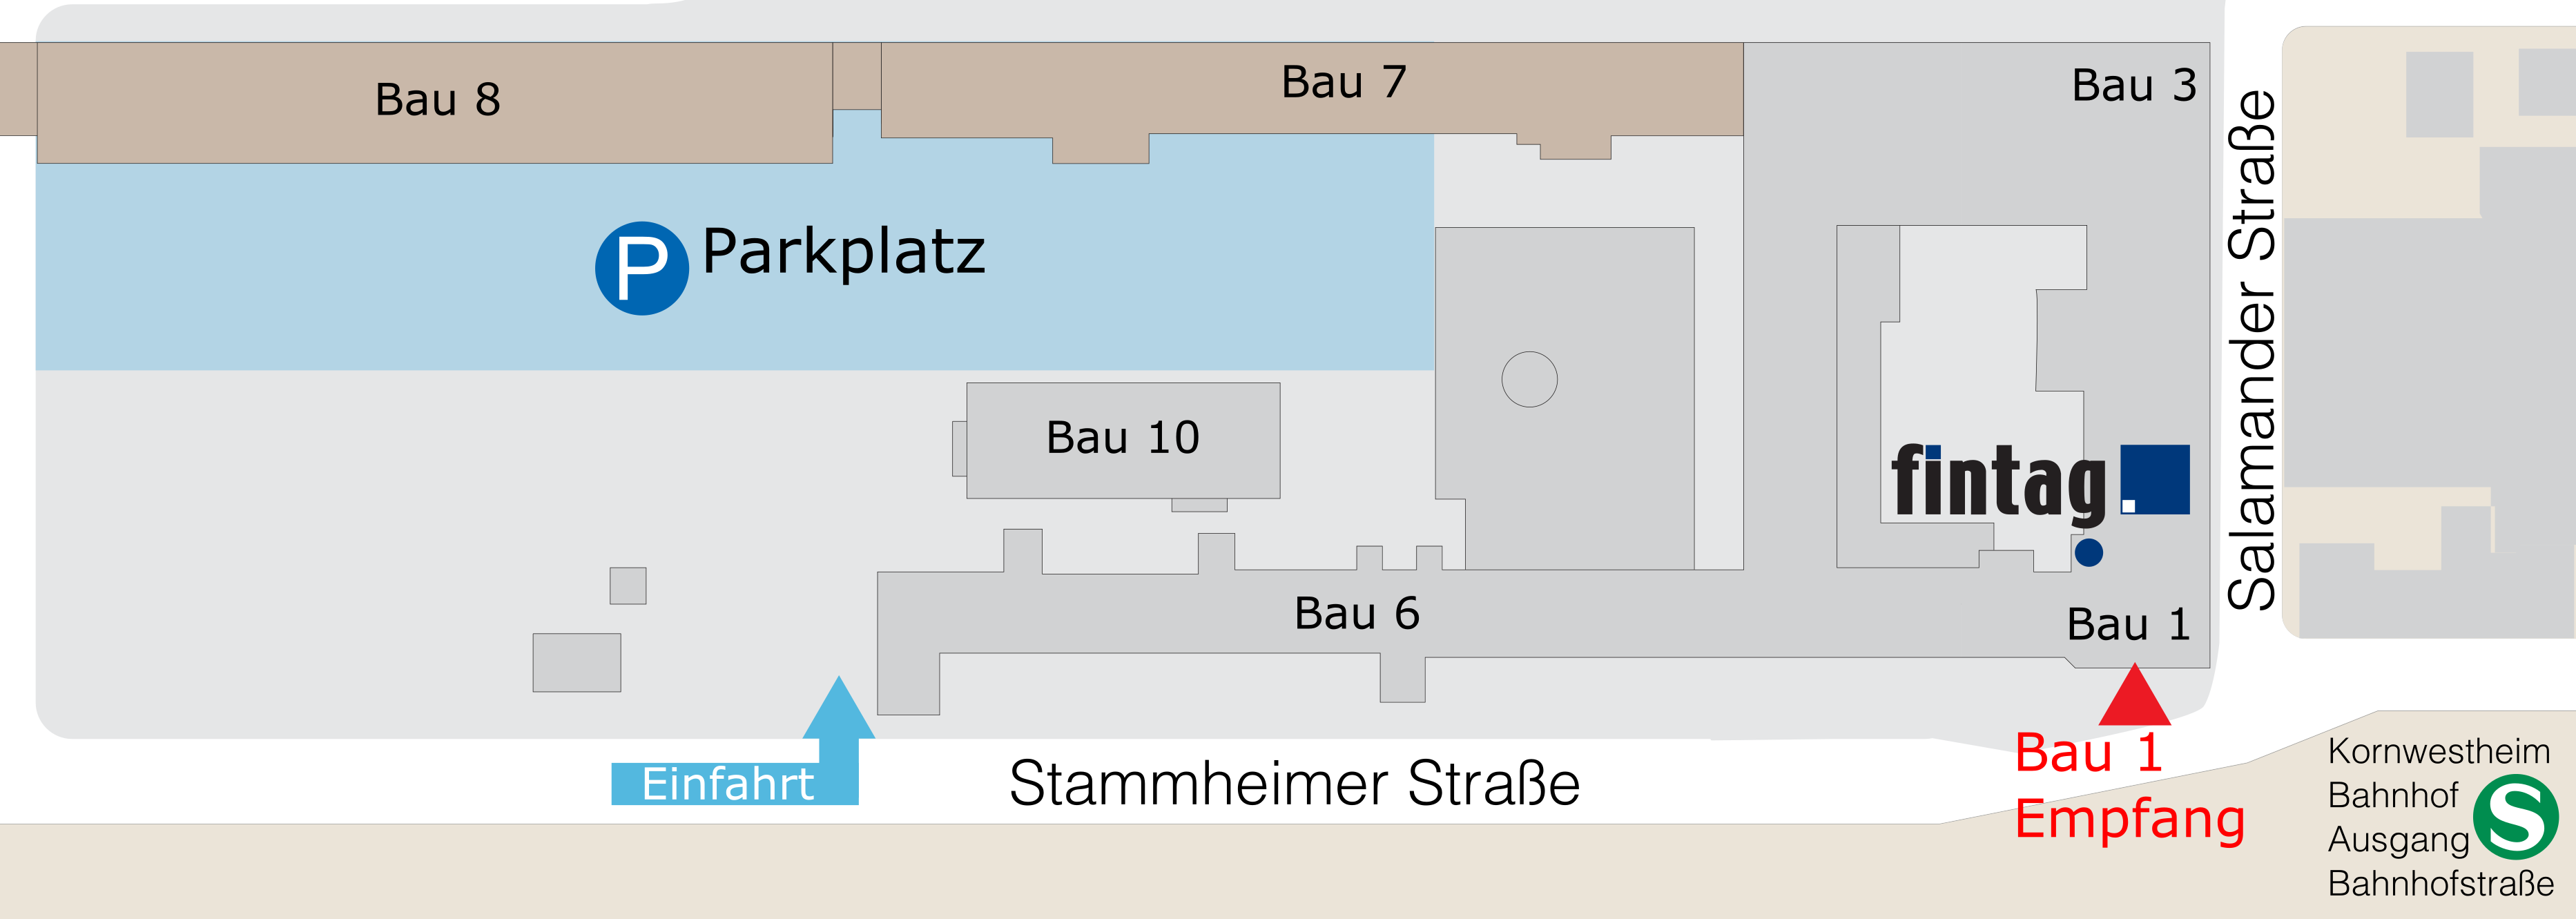 Bau 8
Bau 7
Bau 3
P Parkplatz
Salamander Straße
Bau 10
fintag
Bau 6
Bau 1
Einfahrt
Stammheimer Straße
Bau 1
Empfang
Kornwestheim
Bahnhof
Ausgang
Bahnhofstraße
S